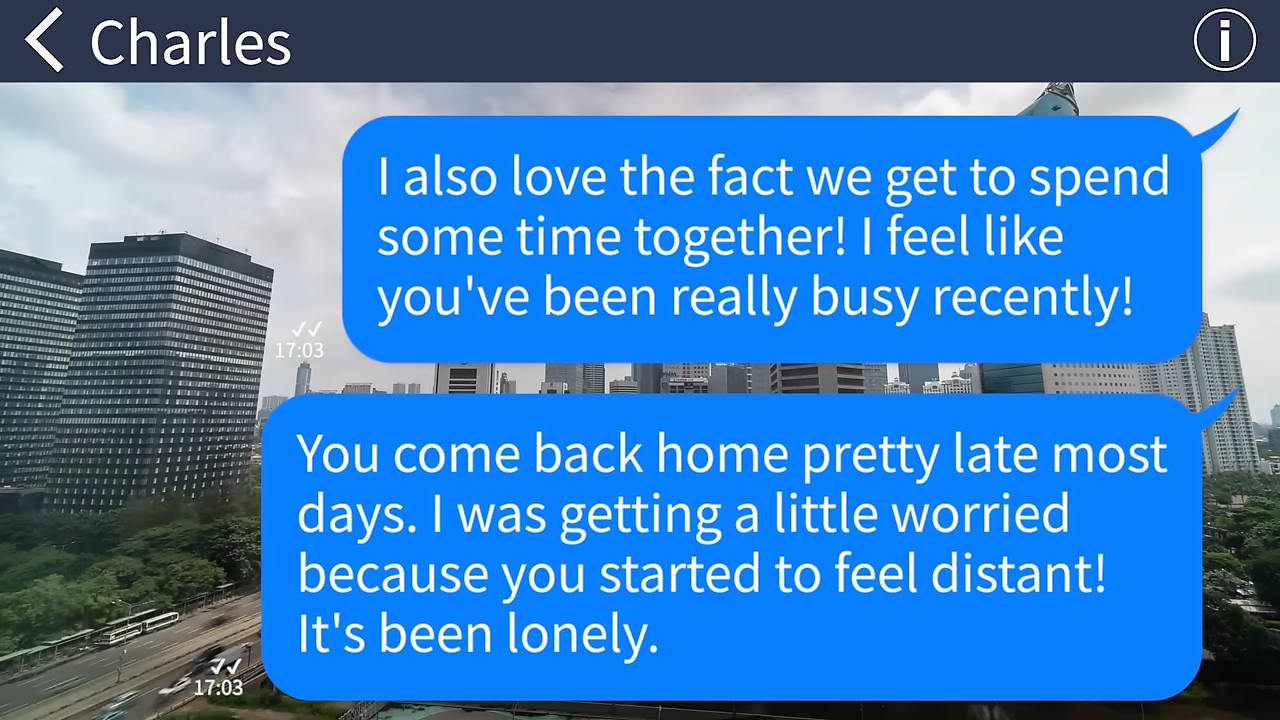 Charles
I also love the fact we get to spend
some time together! I feel like
you've been really busy recently!
17:03
You come back home pretty late most
days. I was getting a little worried
because you started to feel distant!
It's been lonely.
17:03